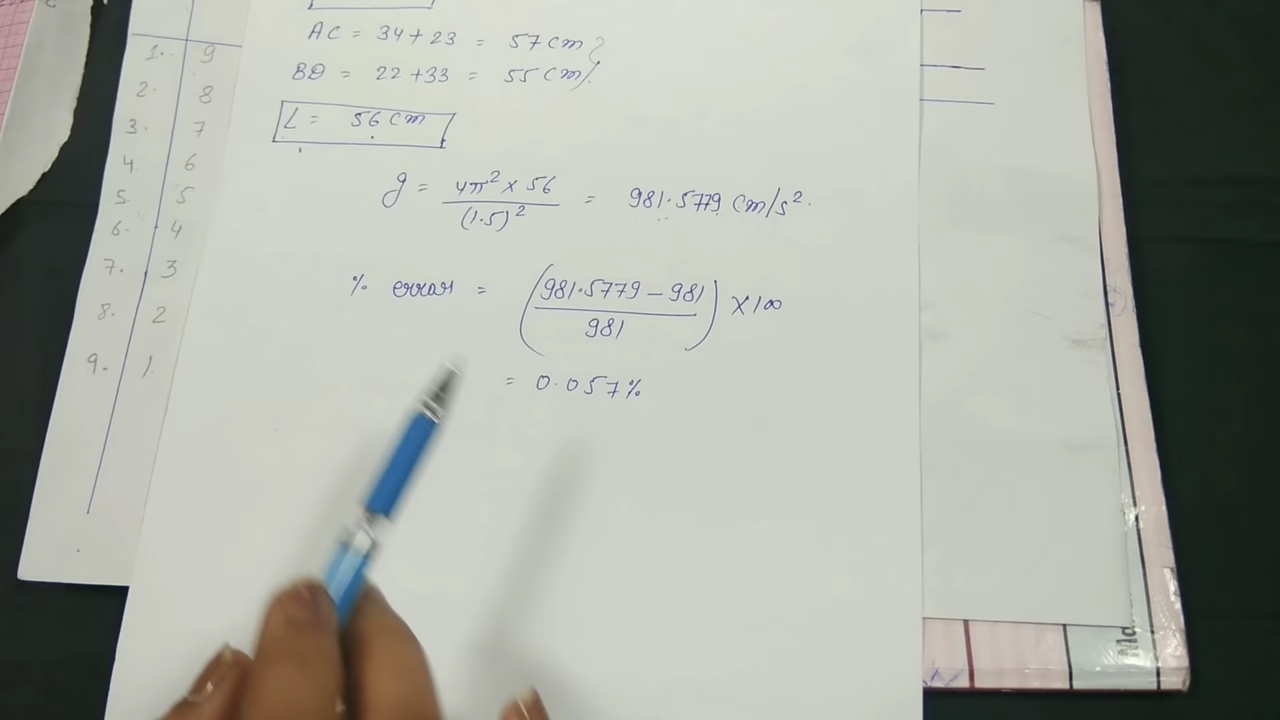 1. 9
2. 8
3. 7
4. 6
5. 5
6. 4
7. 3
8. 2
9. 1
AC = 34+23 = 57 cm
BD = 22+33 = 55 cm
L = 56 cm
g = 4π² × 56 / (1.5)² = 981.5779 cm/s².
% error = (981.5779 – 981 / 981) × 100
= 0.057%